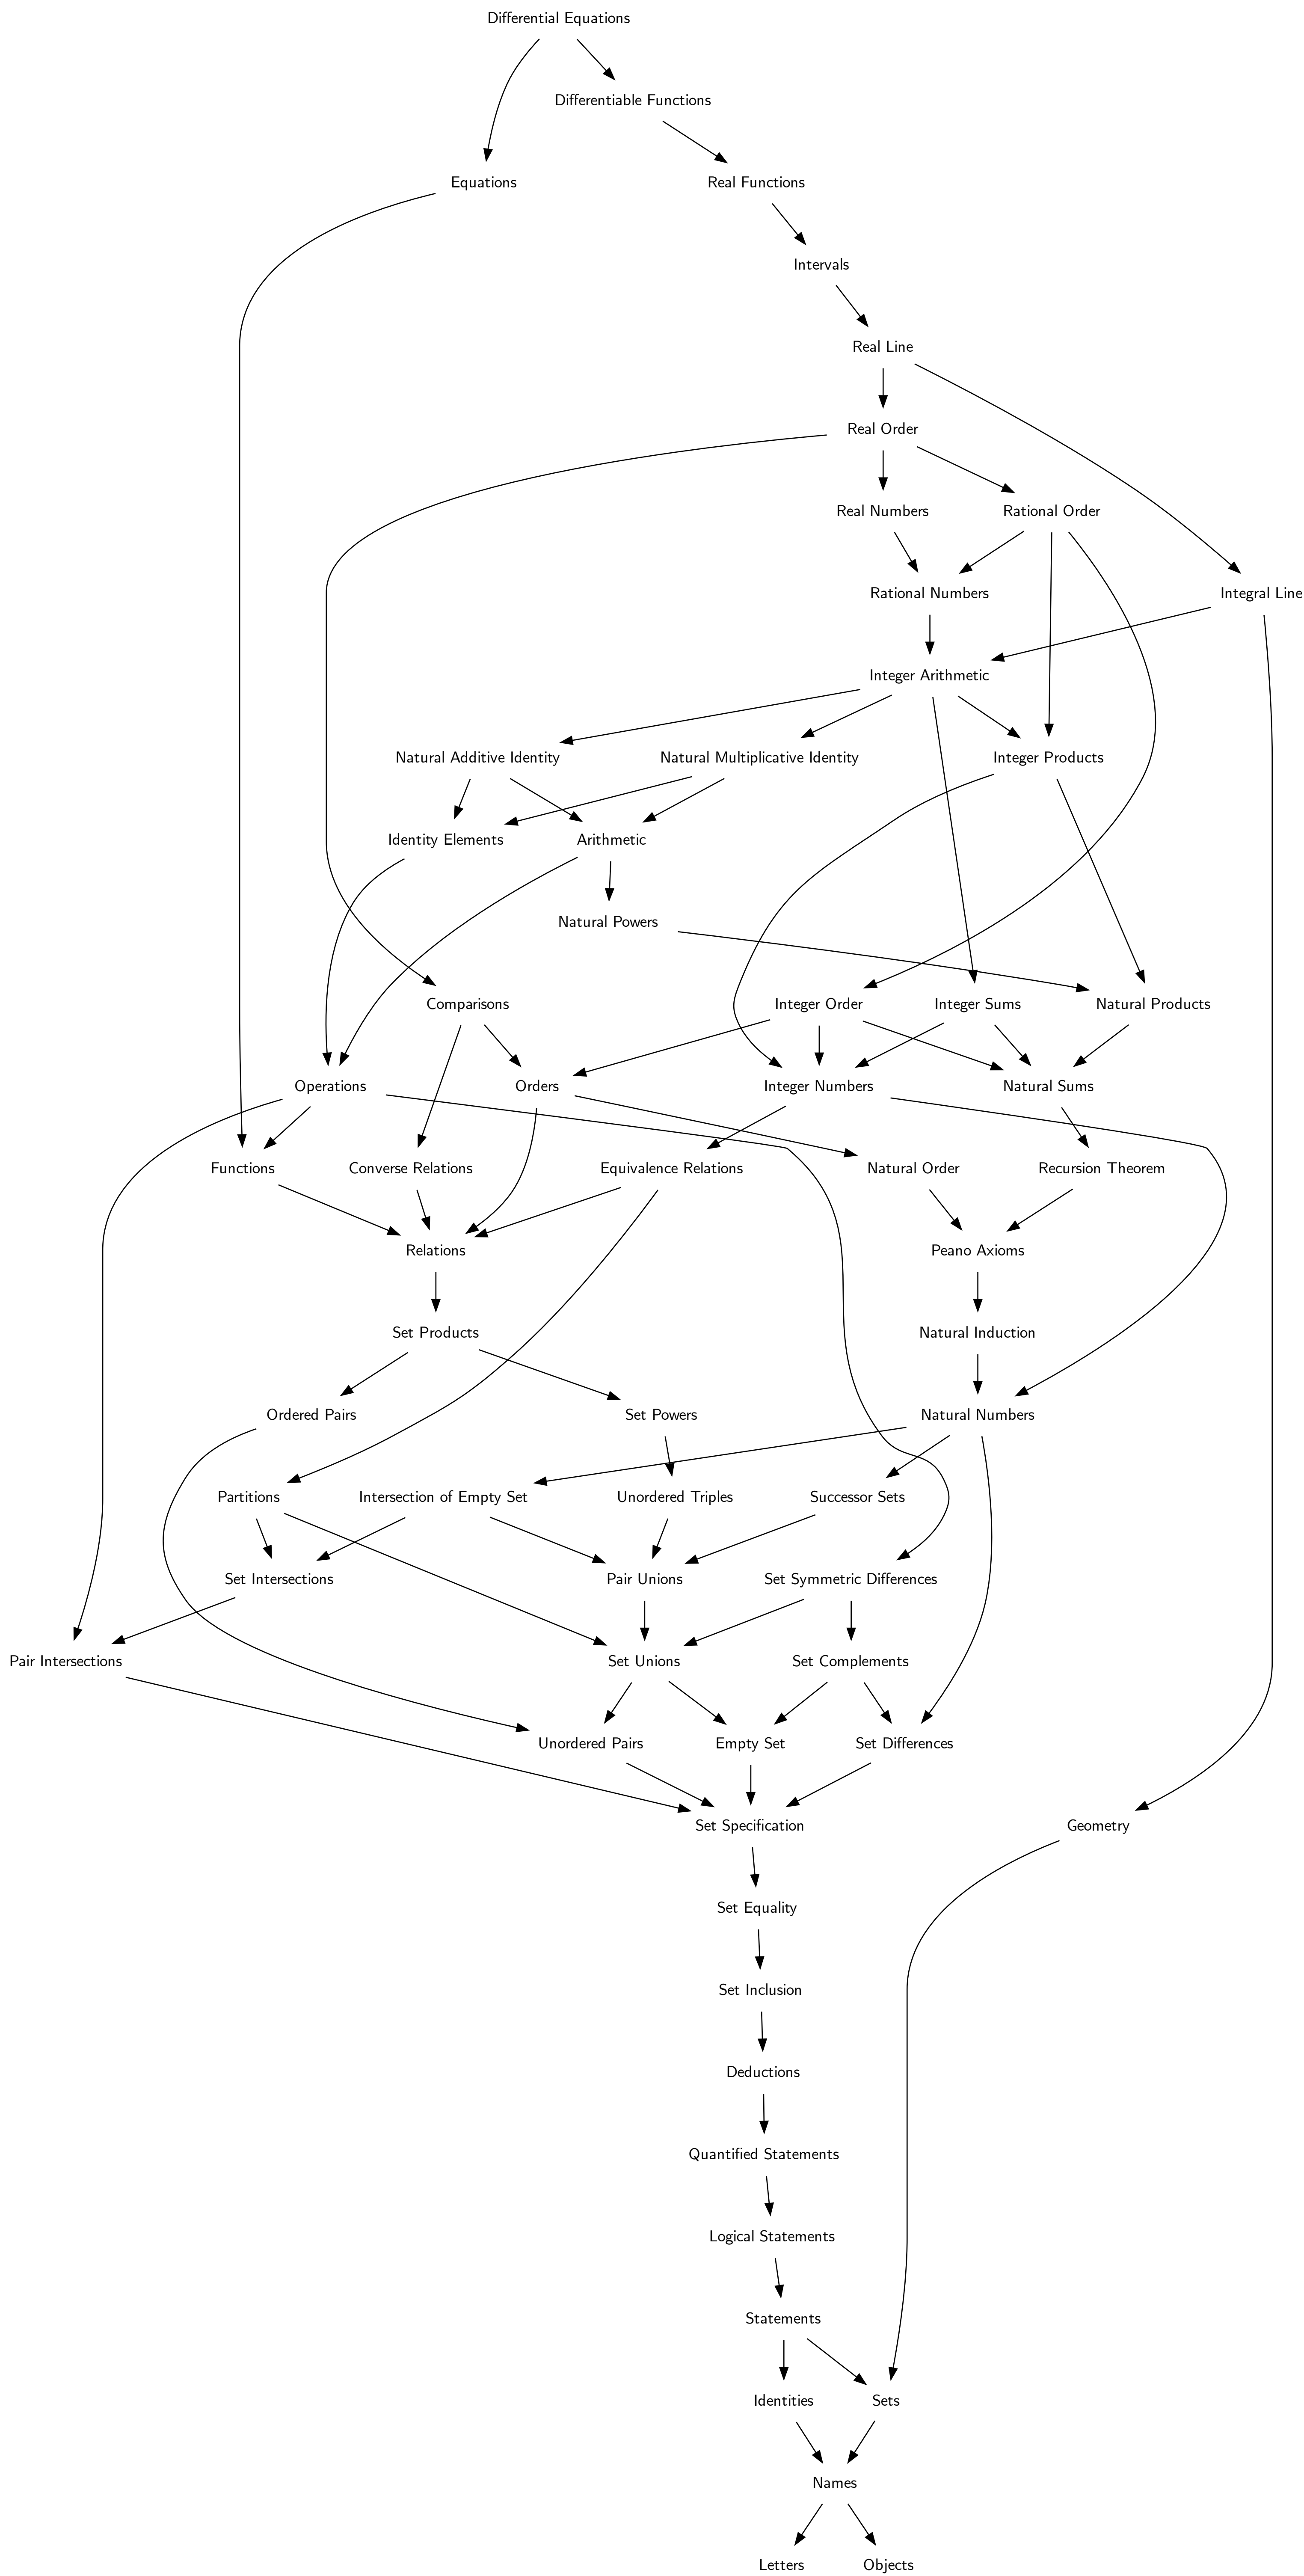 Differential Equations
Differentiable Functions
Equations
Real Functions
Intervals
Real Line
Real Order
Real Numbers
Rational Order
Rational Numbers
Integral Line
Integer Arithmetic
Natural Additive Identity
Natural Multiplicative Identity
Integer Products
Identity Elements
Arithmetic
Natural Powers
Comparisons
Integer Order
Integer Sums
Natural Products
Operations
Orders
Integer Numbers
Natural Sums
Functions
Converse Relations
Equivalence Relations
Natural Order
Recursion Theorem
Relations
Peano Axioms
Set Products
Natural Induction
Ordered Pairs
Set Powers
Natural Numbers
Partitions
Intersection of Empty Set
Unordered Triples
Successor Sets
Set Intersections
Pair Unions
Set Symmetric Differences
Pair Intersections
Set Unions
Set Complements
Unordered Pairs
Empty Set
Set Differences
Set Specification
Geometry
Set Equality
Set Inclusion
Deductions
Quantified Statements
Logical Statements
Statements
Identities
Sets
Names
Letters
Objects